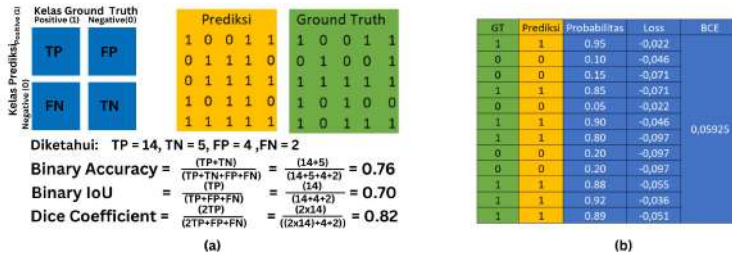 Kelas Ground Truth
Positive (1) Negative(0)
Kelas Prediksi
Positive (1)
Negative (0)
TP FP
FN TN
Prediksi
1 0 0 1 1
0 1 1 1 0
1 1 1 1 1
1 0 1 1 0
1 1 1 1 1
Ground Truth
1 0 0 1 1
0 1 0 0 0
1 1 1 1 1
1 0 1 1 0
1 0 1 1 1
Diketahui: TP = 14, TN = 5, FP = 4 ,FN = 2
Binary Accuracy = (TP+TN) / (TP+TN+FP+FN) = (14+5) / (14+5+4+2) = 0.76
Binary IoU = (TP) / (TP+FP+FN) = (14) / (14+4+2) = 0.70
Dice Coefficient = (2TP) / (2TP+FP+FN) = (2x14) / ((2x14)+4+2)) = 0.82
(a)
GT Prediksi Probabilitas Loss BCE
1 1 0.95 -0,022
0 0 0.10 -0,046
0 0 0.15 -0,071
1 1 0.85 -0,071
0 0 0.05 -0,022
1 1 0.90 -0,046
1 1 0.80 -0,097
0 0 0.20 -0,097
0 0 0.20 -0,097
1 1 0.88 -0,055
1 1 0.92 -0,036
1 1 0.89 -0,051
0,05925
(b)